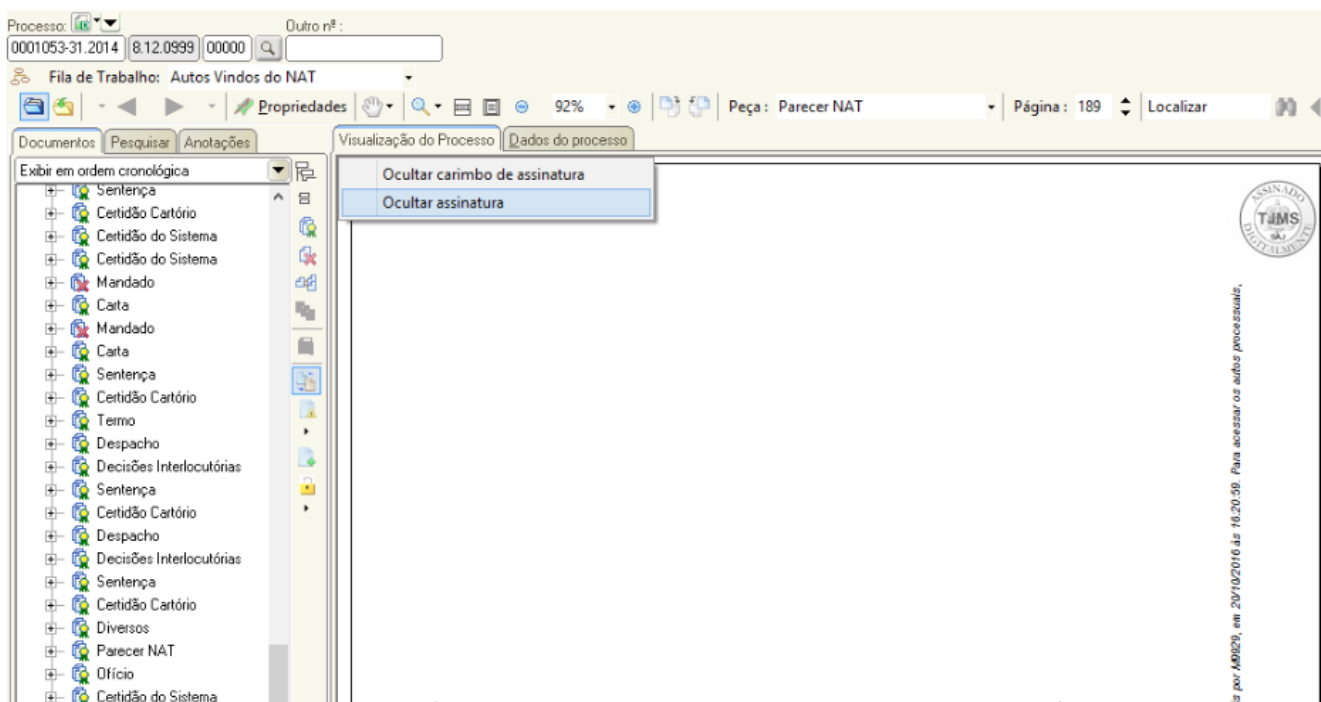 Processo:
Outro nº :
0001053-31.2014 8.12.0999 00000
Fila de Trabalho: Autos Vindos do NAT
Propriedades 92% Peça : Parecer NAT Página : 189 Localizar
Documentos Pesquisar Anotações
Visualização do Processo Dados do processo
Exibir em ordem cronológica
Sentença
Certidão Cartório
Certidão do Sistema
Certidão do Sistema
Mandado
Carta
Mandado
Carta
Sentença
Certidão Cartório
Termo
Despacho
Decisões Interlocutórias
Sentença
Certidão Cartório
Despacho
Decisões Interlocutórias
Sentença
Certidão Cartório
Diversos
Parecer NAT
Ofício
Certidão do Sistema
Ocultar carimbo de assinatura
Ocultar assinatura
ASSINADO
TJMS
DIGITALMENTE
por M9929, em 20/10/2016 às 16:20:59. Para acessar os autos processuais,